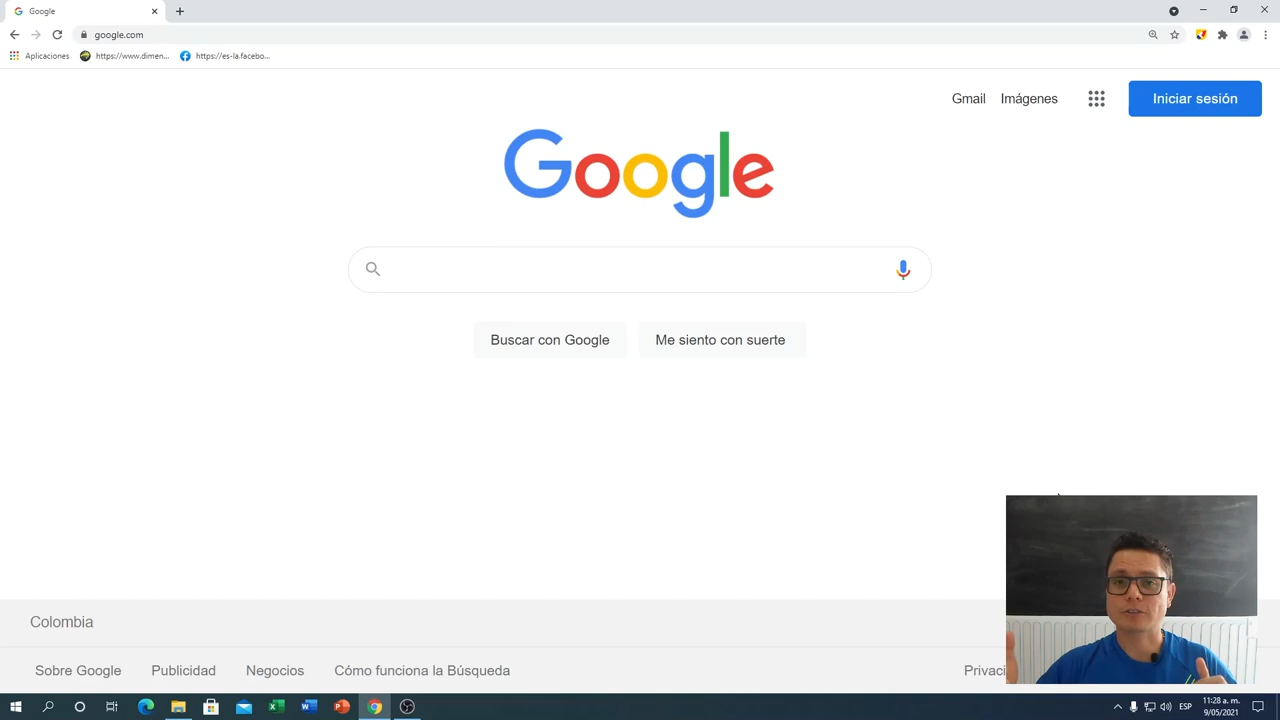 Google
google.com
Aplicaciones
https://www.dimen...
https://es-la.facebo...
Gmail
Imágenes
Iniciar sesión
Google
Buscar con Google
Me siento con suerte
Colombia
Sobre Google
Publicidad
Negocios
Cómo funciona la Búsqueda
Privaci
ESP
11:28 a. m.
9/05/2021